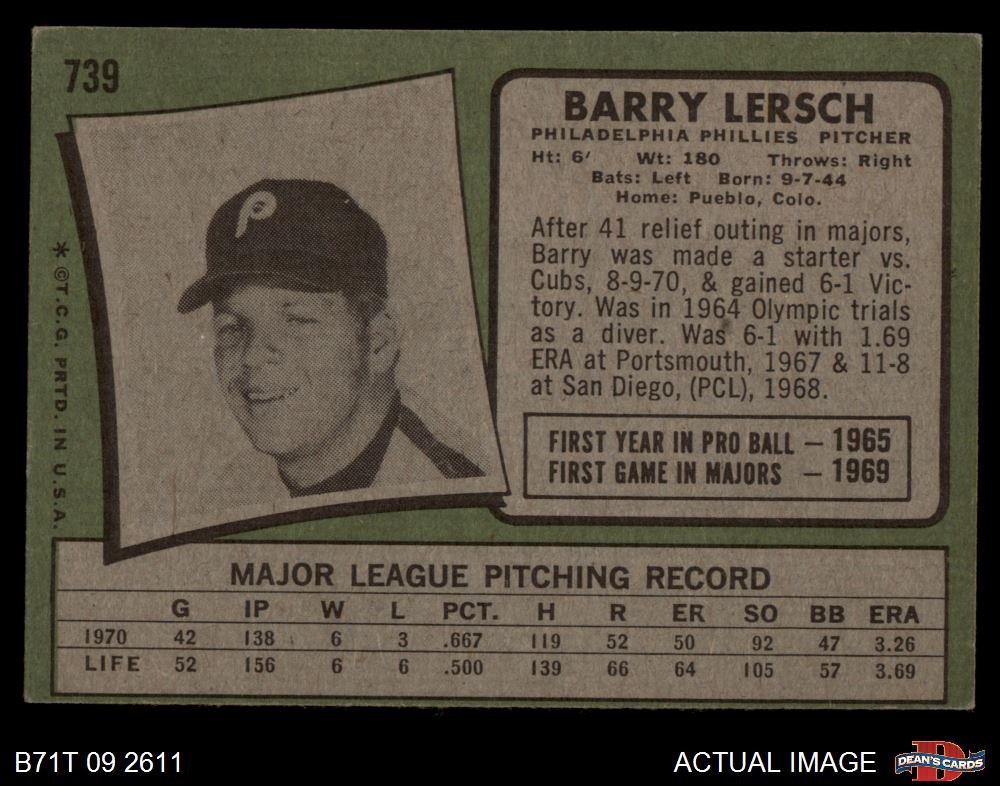 739
* ©T.C.G. PRTD. IN U.S.A.
BARRY LERSCH
PHILADELPHIA PHILLIES PITCHER
Ht: 6' Wt: 180 Throws: Right
Bats: Left Born: 9-7-44
Home: Pueblo, Colo.
After 41 relief outing in majors,
Barry was made a starter vs.
Cubs, 8-9-70, & gained 6-1 Vic-
tory. Was in 1964 Olympic trials
as a diver. Was 6-1 with 1.69
ERA at Portsmouth, 1967 & 11-8
at San Diego, (PCL), 1968.
FIRST YEAR IN PRO BALL — 1965
FIRST GAME IN MAJORS — 1969
MAJOR LEAGUE PITCHING RECORD
G IP W L PCT. H R ER SO BB ERA
1970 42 138 6 3 .667 119 52 50 92 47 3.26
LIFE 52 156 6 6 .500 139 66 64 105 57 3.69
B71T 09 2611
ACTUAL IMAGE
DEAN'S CARDS